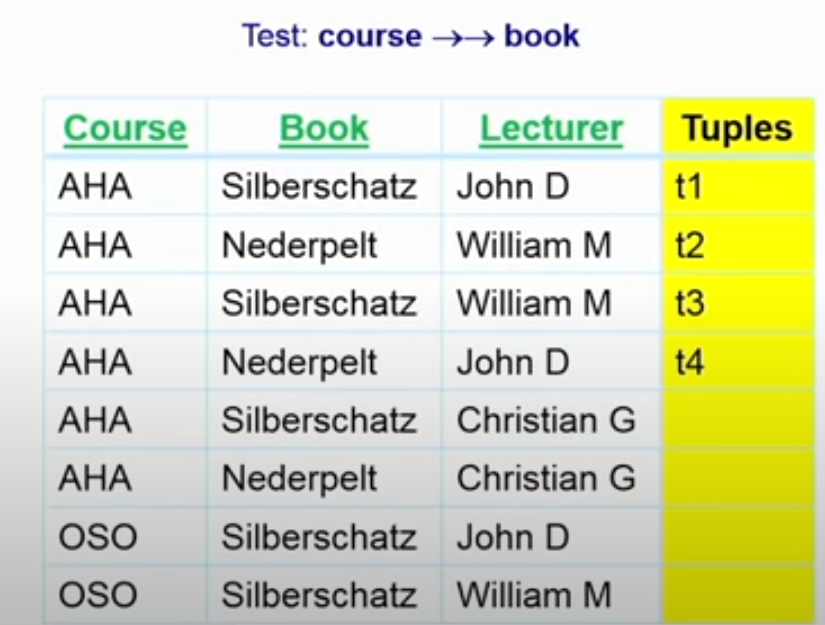 Test: course →→ book
Course Book Lecturer Tuples
AHA Silberschatz John D t1
AHA Nederpelt William M t2
AHA Silberschatz William M t3
AHA Nederpelt John D t4
AHA Silberschatz Christian G
AHA Nederpelt Christian G
OSO Silberschatz John D
OSO Silberschatz William M